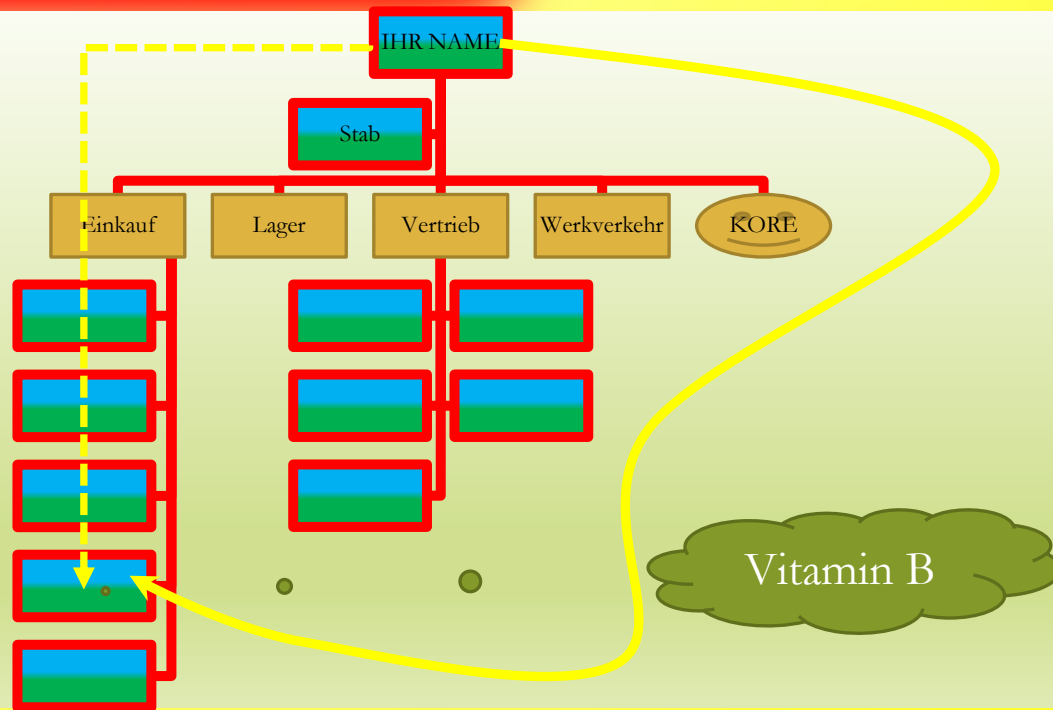 IHR NAME
Stab
Einkauf
Lager
Vertrieb
Werkverkehr
KORE
Vitamin B